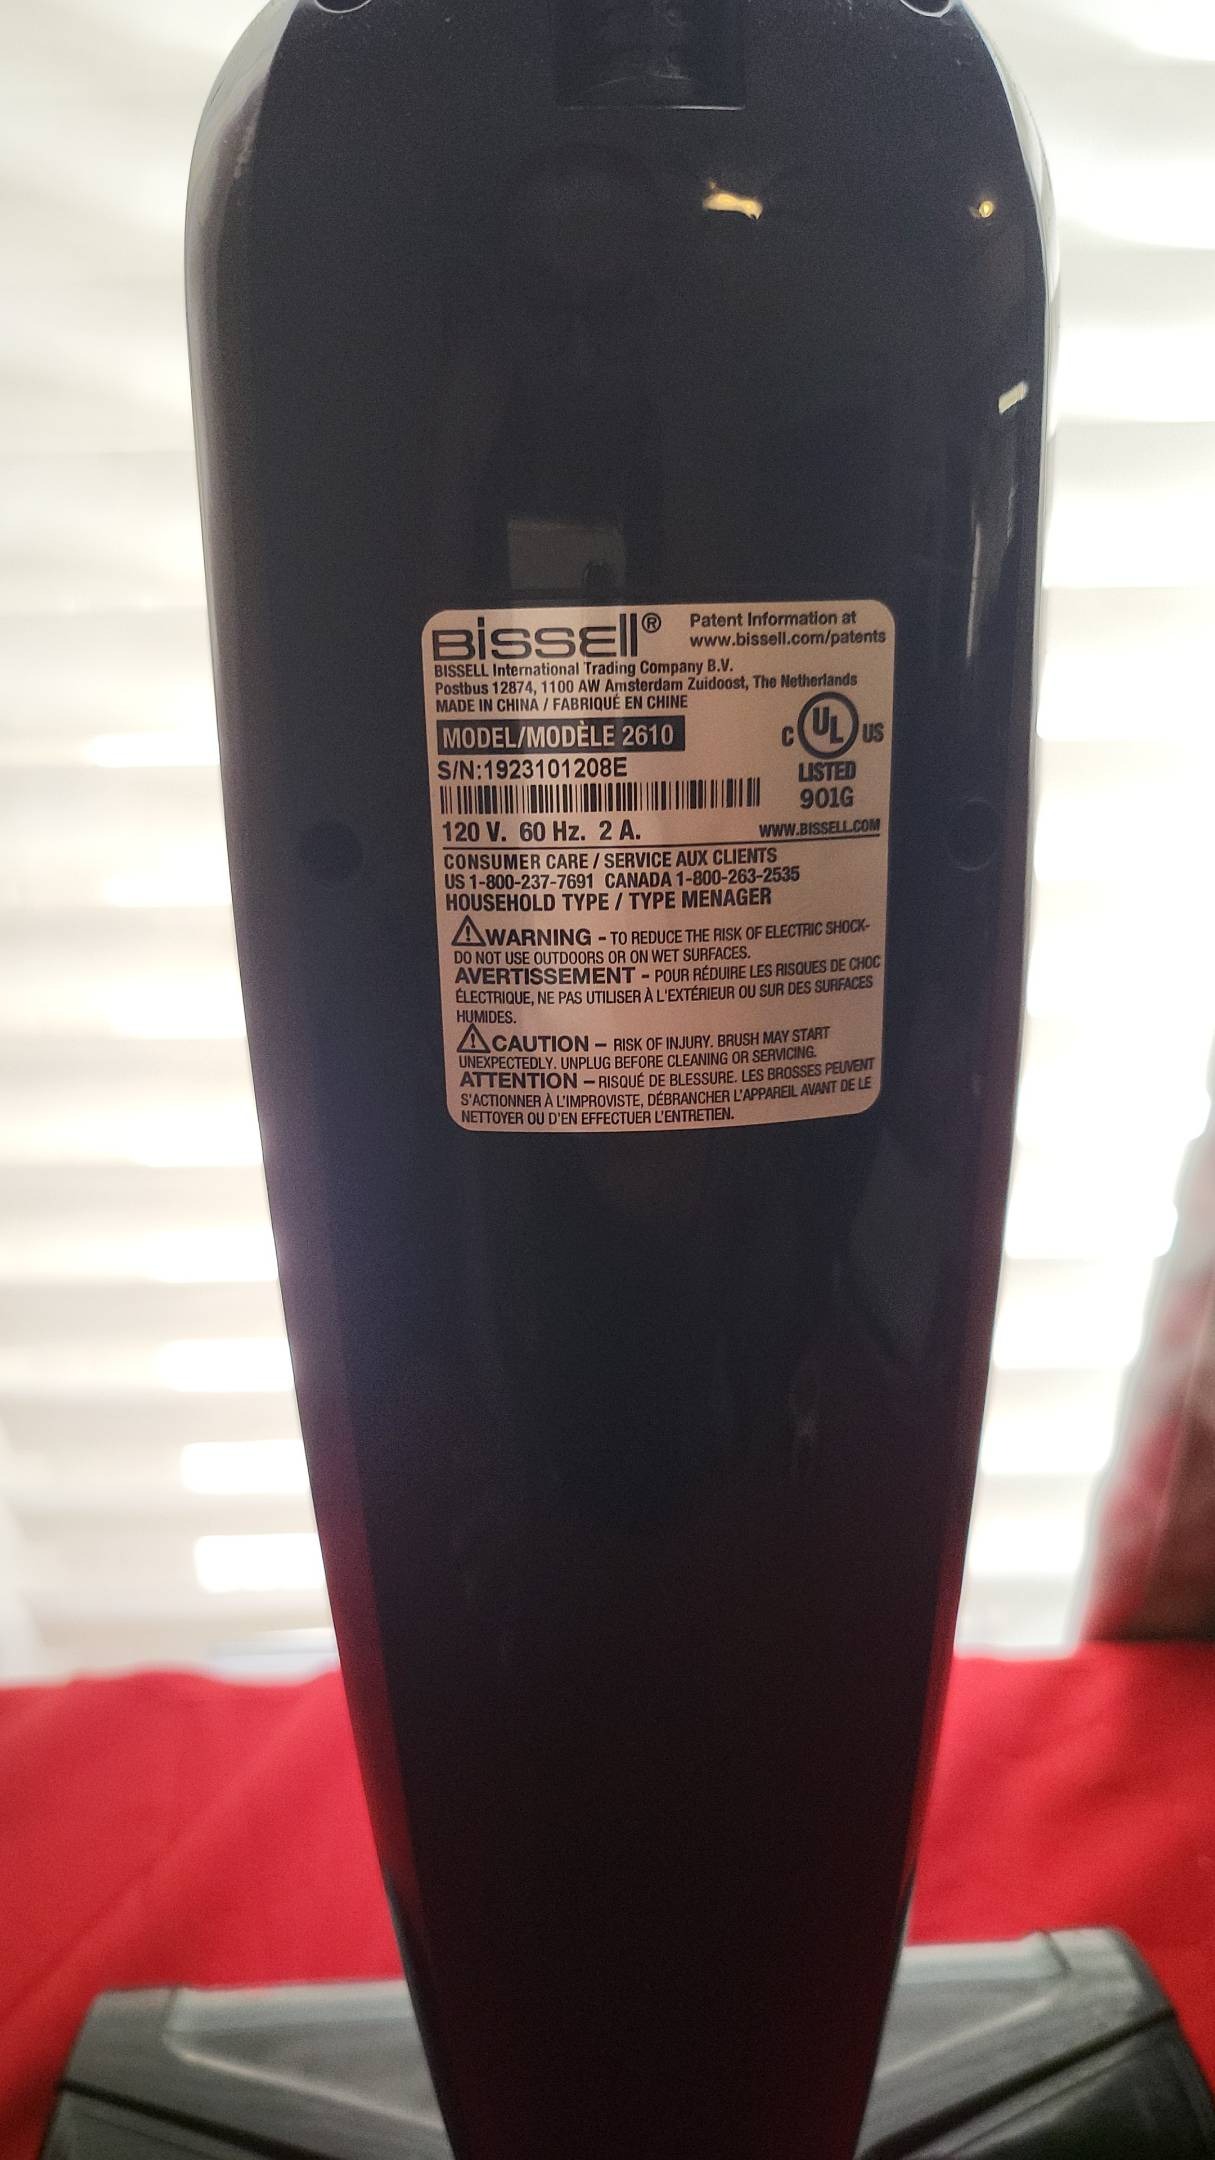 BISSELL®
Patent Information at
www.bissell.com/patents
BISSELL International Trading Company B.V.
Postbus 12874, 1100 AW Amsterdam Zuidoost, The Netherlands
MADE IN CHINA / FABRIQUÉ EN CHINE
MODEL/MODÈLE 2610
C UL US
S/N:1923101208E
LISTED
901G
120 V. 60 Hz. 2 A.
WWW.BISSELL.COM
CONSUMER CARE / SERVICE AUX CLIENTS
US 1-800-237-7691 CANADA 1-800-263-2535
HOUSEHOLD TYPE / TYPE MENAGER
WARNING - TO REDUCE THE RISK OF ELECTRIC SHOCK-
DO NOT USE OUTDOORS OR ON WET SURFACES.
AVERTISSEMENT - POUR RÉDUIRE LES RISQUES DE CHOC
ÉLECTRIQUE, NE PAS UTILISER À L'EXTÉRIEUR OU SUR DES SURFACES
HUMIDES.
CAUTION – RISK OF INJURY. BRUSH MAY START
UNEXPECTEDLY. UNPLUG BEFORE CLEANING OR SERVICING.
ATTENTION – RISQUÉ DE BLESSURE. LES BROSSES PEUVENT
S'ACTIONNER À L'IMPROVISTE, DÉBRANCHER L'APPAREIL AVANT DE LE
NETTOYER OU D'EN EFFECTUER L'ENTRETIEN.